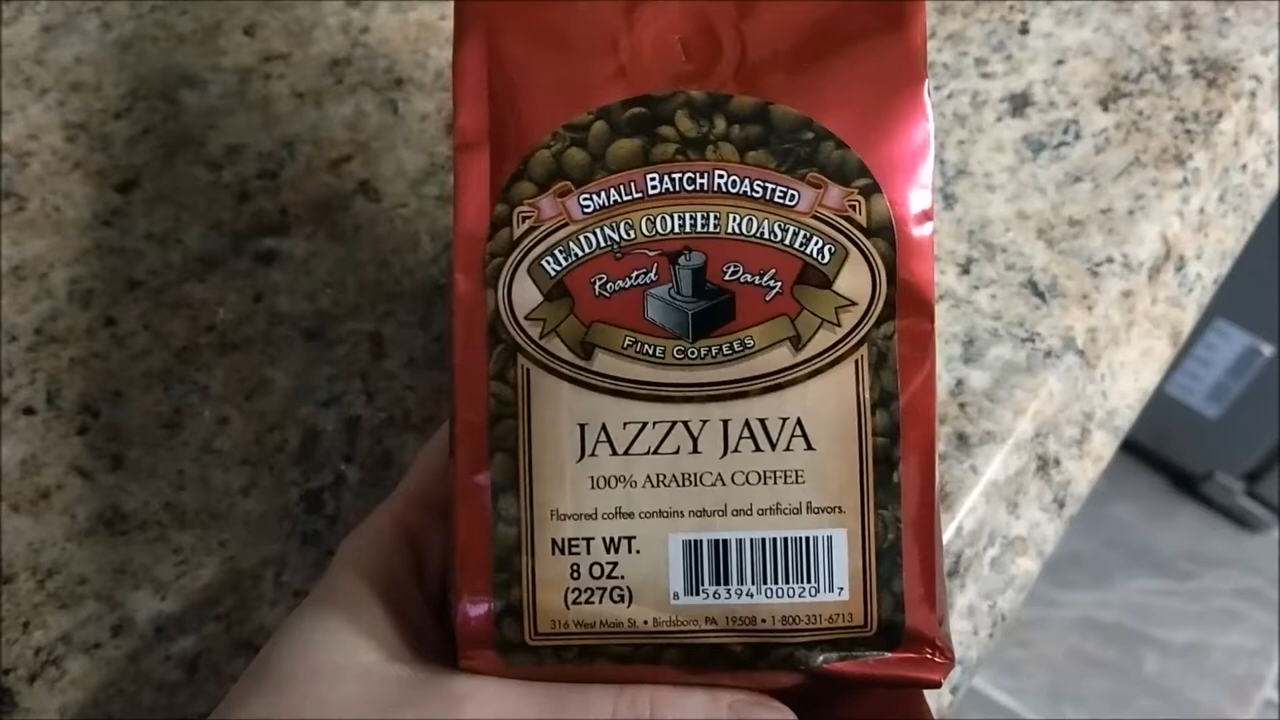 SMALL BATCH ROASTED
READING COFFEE ROASTERS
Roasted Daily
FINE COFFEES
JAZZY JAVA
100% ARABICA COFFEE
Flavored coffee contains natural and artificial flavors.
NET WT.
8 OZ.
(227G)
8 56394 00020 7
316 West Main St. • Birdsboro, PA 19508 • 1-800-331-6713